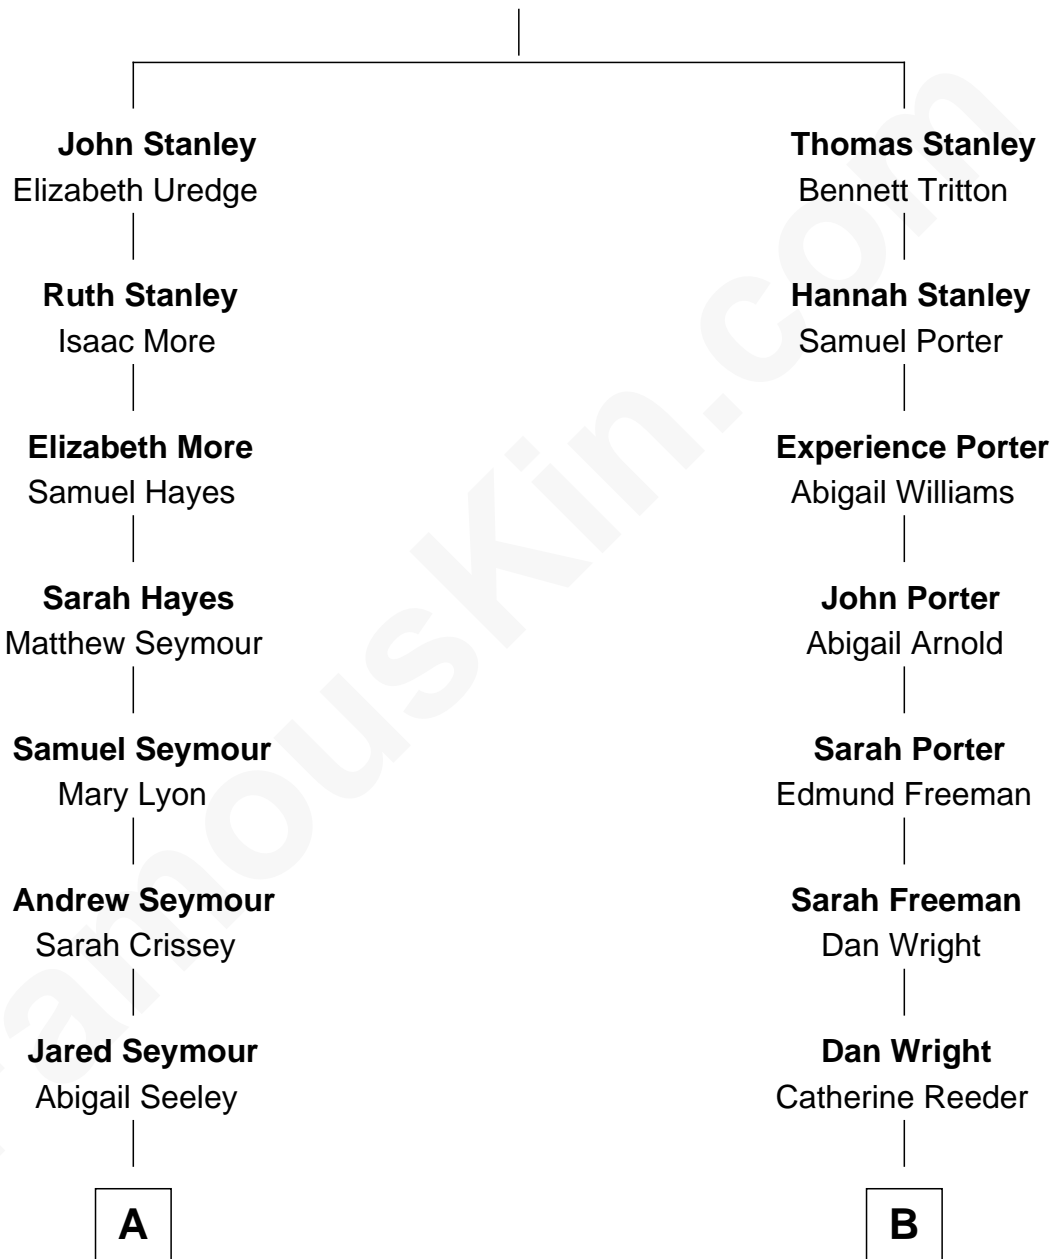 John Stanley
Elizabeth Uredge
Thomas Stanley
Bennett Tritton
Ruth Stanley
Isaac More
Hannah Stanley
Samuel Porter
Elizabeth More
Samuel Hayes
Experience Porter
Abigail Williams
Sarah Hayes
Matthew Seymour
John Porter
Abigail Arnold
Samuel Seymour
Mary Lyon
Sarah Porter
Edmund Freeman
Andrew Seymour
Sarah Crissey
Sarah Freeman
Dan Wright
Jared Seymour
Abigail Seeley
Dan Wright
Catherine Reeder
A
B
FamousKin.com